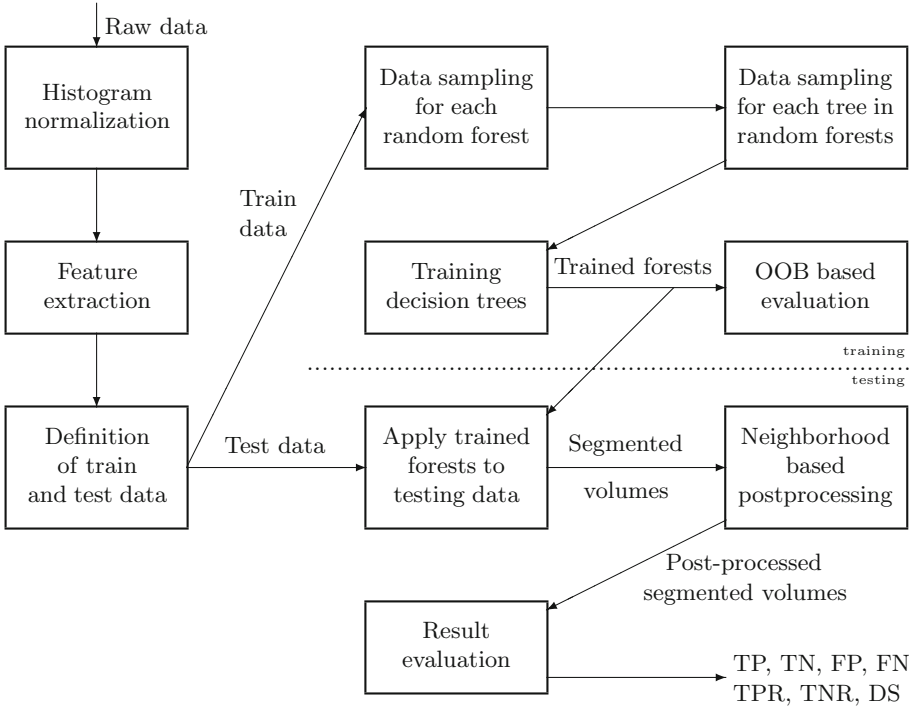 Raw data
Histogram
normalization
Data sampling
for each
random forest
Data sampling
for each tree in
random forests
Train
data
Feature
extraction
Training
decision trees
Trained forests
OOB based
evaluation
training
testing
Definition
of train
and test data
Test data
Apply trained
forests to
testing data
Segmented
volumes
Neighborhood
based
postprocessing
Post-processed
segmented volumes
Result
evaluation
TP, TN, FP, FN
TPR, TNR, DS